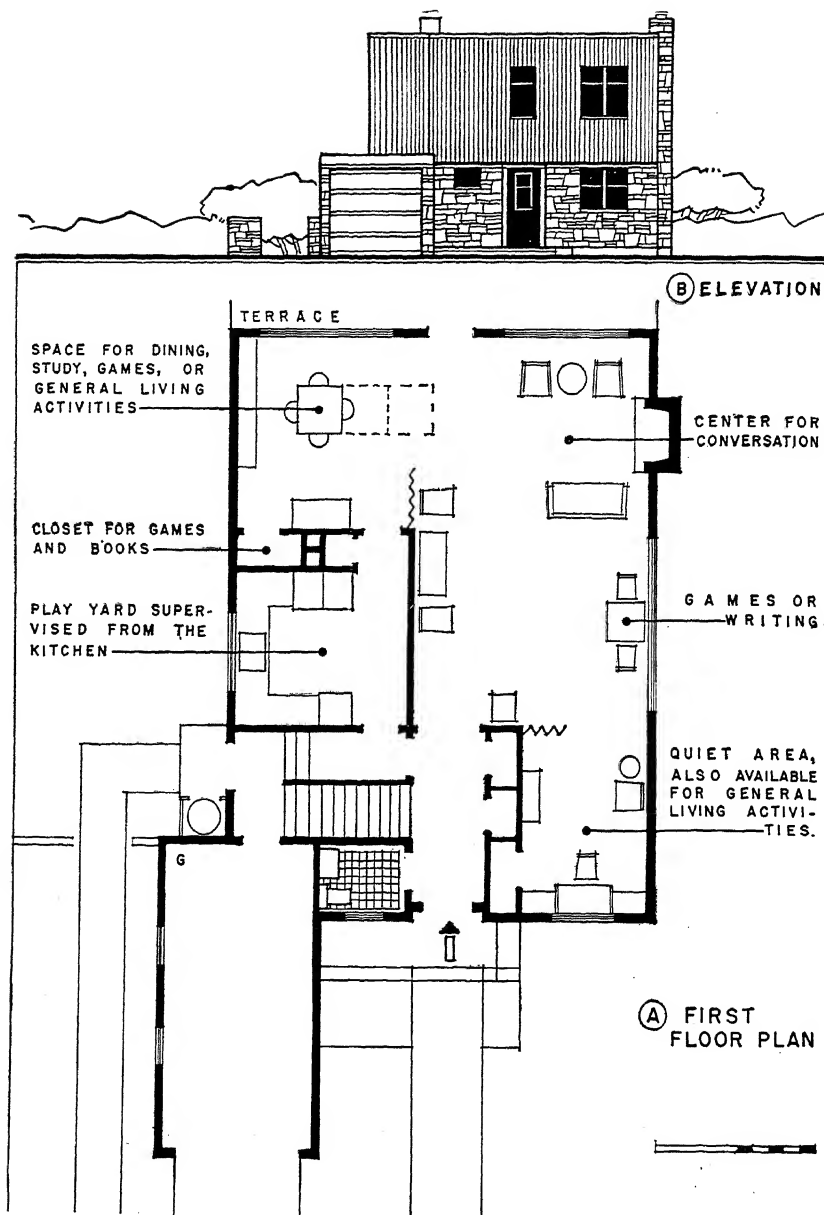 B ELEVATION
TERRACE
SPACE FOR DINING,
STUDY, GAMES, OR
GENERAL LIVING
ACTIVITIES
CENTER FOR
CONVERSATION
CLOSET FOR GAMES
AND BOOKS
PLAY YARD SUPER-
VISED FROM THE
KITCHEN
GAMES OR
WRITING
QUIET AREA,
ALSO AVAILABLE
FOR GENERAL
LIVING ACTIVI-
TIES.
G
A FIRST
FLOOR PLAN